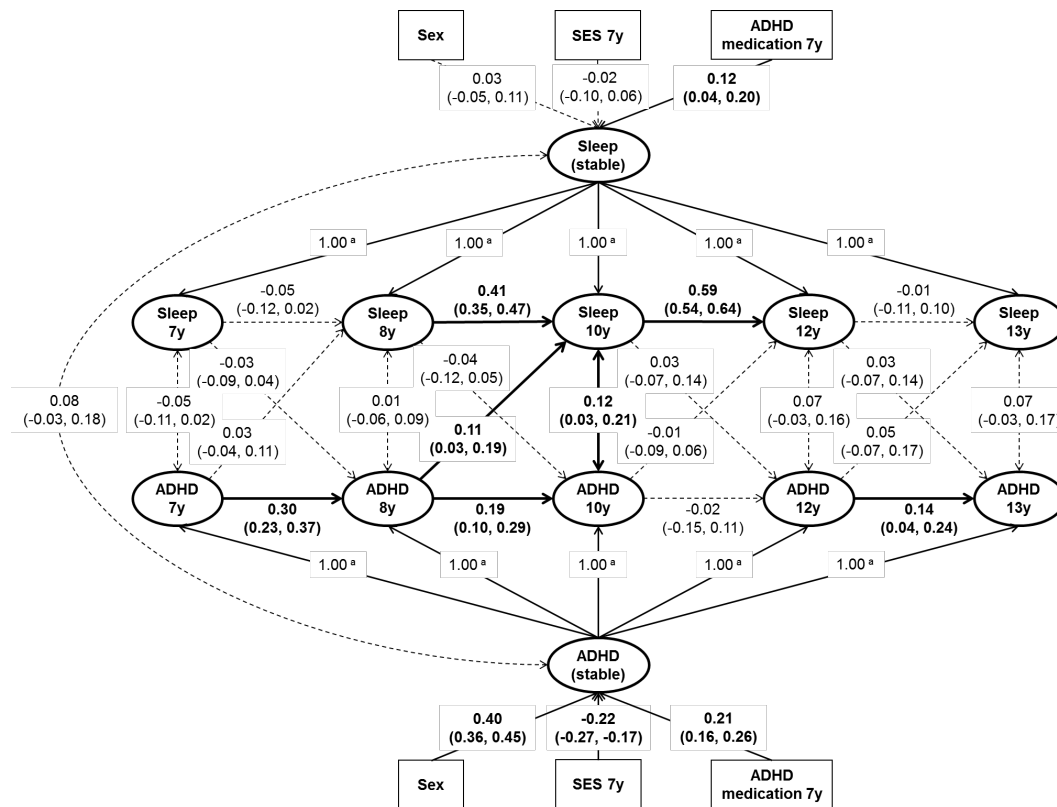 Sex
SES 7y
ADHD
medication 7y
0.03
(-0.05, 0.11)
-0.02
(-0.10, 0.06)
0.12
(0.04, 0.20)
Sleep
(stable)
1.00 a
1.00 a
1.00 a
1.00 a
1.00 a
Sleep
7y
-0.05
(-0.12, 0.02)
Sleep
8y
0.41
(0.35, 0.47)
Sleep
10y
0.59
(0.54, 0.64)
Sleep
12y
-0.01
(-0.11, 0.10)
Sleep
13y
0.08
(-0.03, 0.18)
-0.05
(-0.11, 0.02)
-0.03
(-0.09, 0.04)
0.03
(-0.04, 0.11)
0.01
(-0.06, 0.09)
-0.04
(-0.12, 0.05)
0.11
(0.03, 0.19)
0.12
(0.03, 0.21)
0.03
(-0.07, 0.14)
-0.01
(-0.09, 0.06)
0.07
(-0.03, 0.16)
0.03
(-0.07, 0.14)
0.05
(-0.07, 0.17)
0.07
(-0.03, 0.17)
ADHD
7y
0.30
(0.23, 0.37)
ADHD
8y
0.19
(0.10, 0.29)
ADHD
10y
-0.02
(-0.15, 0.11)
ADHD
12y
0.14
(0.04, 0.24)
ADHD
13y
1.00 a
1.00 a
1.00 a
1.00 a
1.00 a
ADHD
(stable)
0.40
(0.36, 0.45)
-0.22
(-0.27, -0.17)
0.21
(0.16, 0.26)
Sex
SES 7y
ADHD
medication 7y